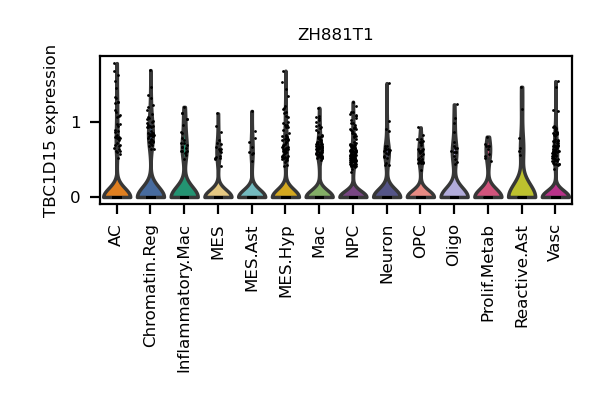 ZH881T1
TBC1D15 expression
1
0
AC
Chromatin.Reg
Inflammatory.Mac
MES
MES.Ast
MES.Hyp
Mac
NPC
Neuron
OPC
Oligo
Prolif.Metab
Reactive.Ast
Vasc